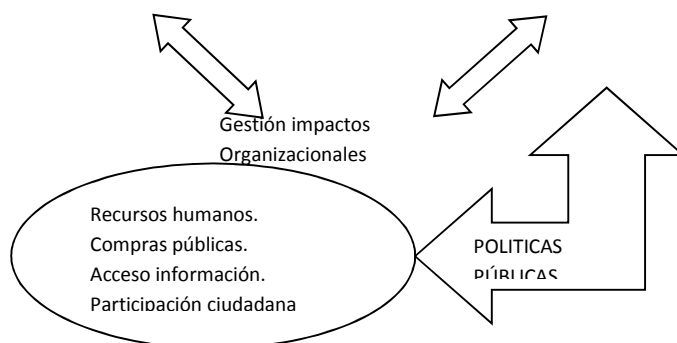 Gestión impactos
Organizacionales
Recursos humanos.
Compras públicas.
Acceso información.
Participación ciudadana
POLITICAS
PÚBLICAS